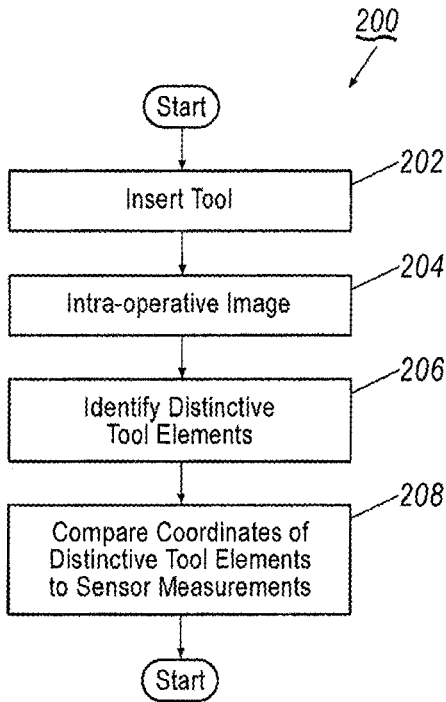 200
Start
202
Insert Tool
204
Intra-operative Image
206
Identify Distinctive
Tool Elements
208
Compare Coordinates of
Distinctive Tool Elements
to Sensor Measurements
Start